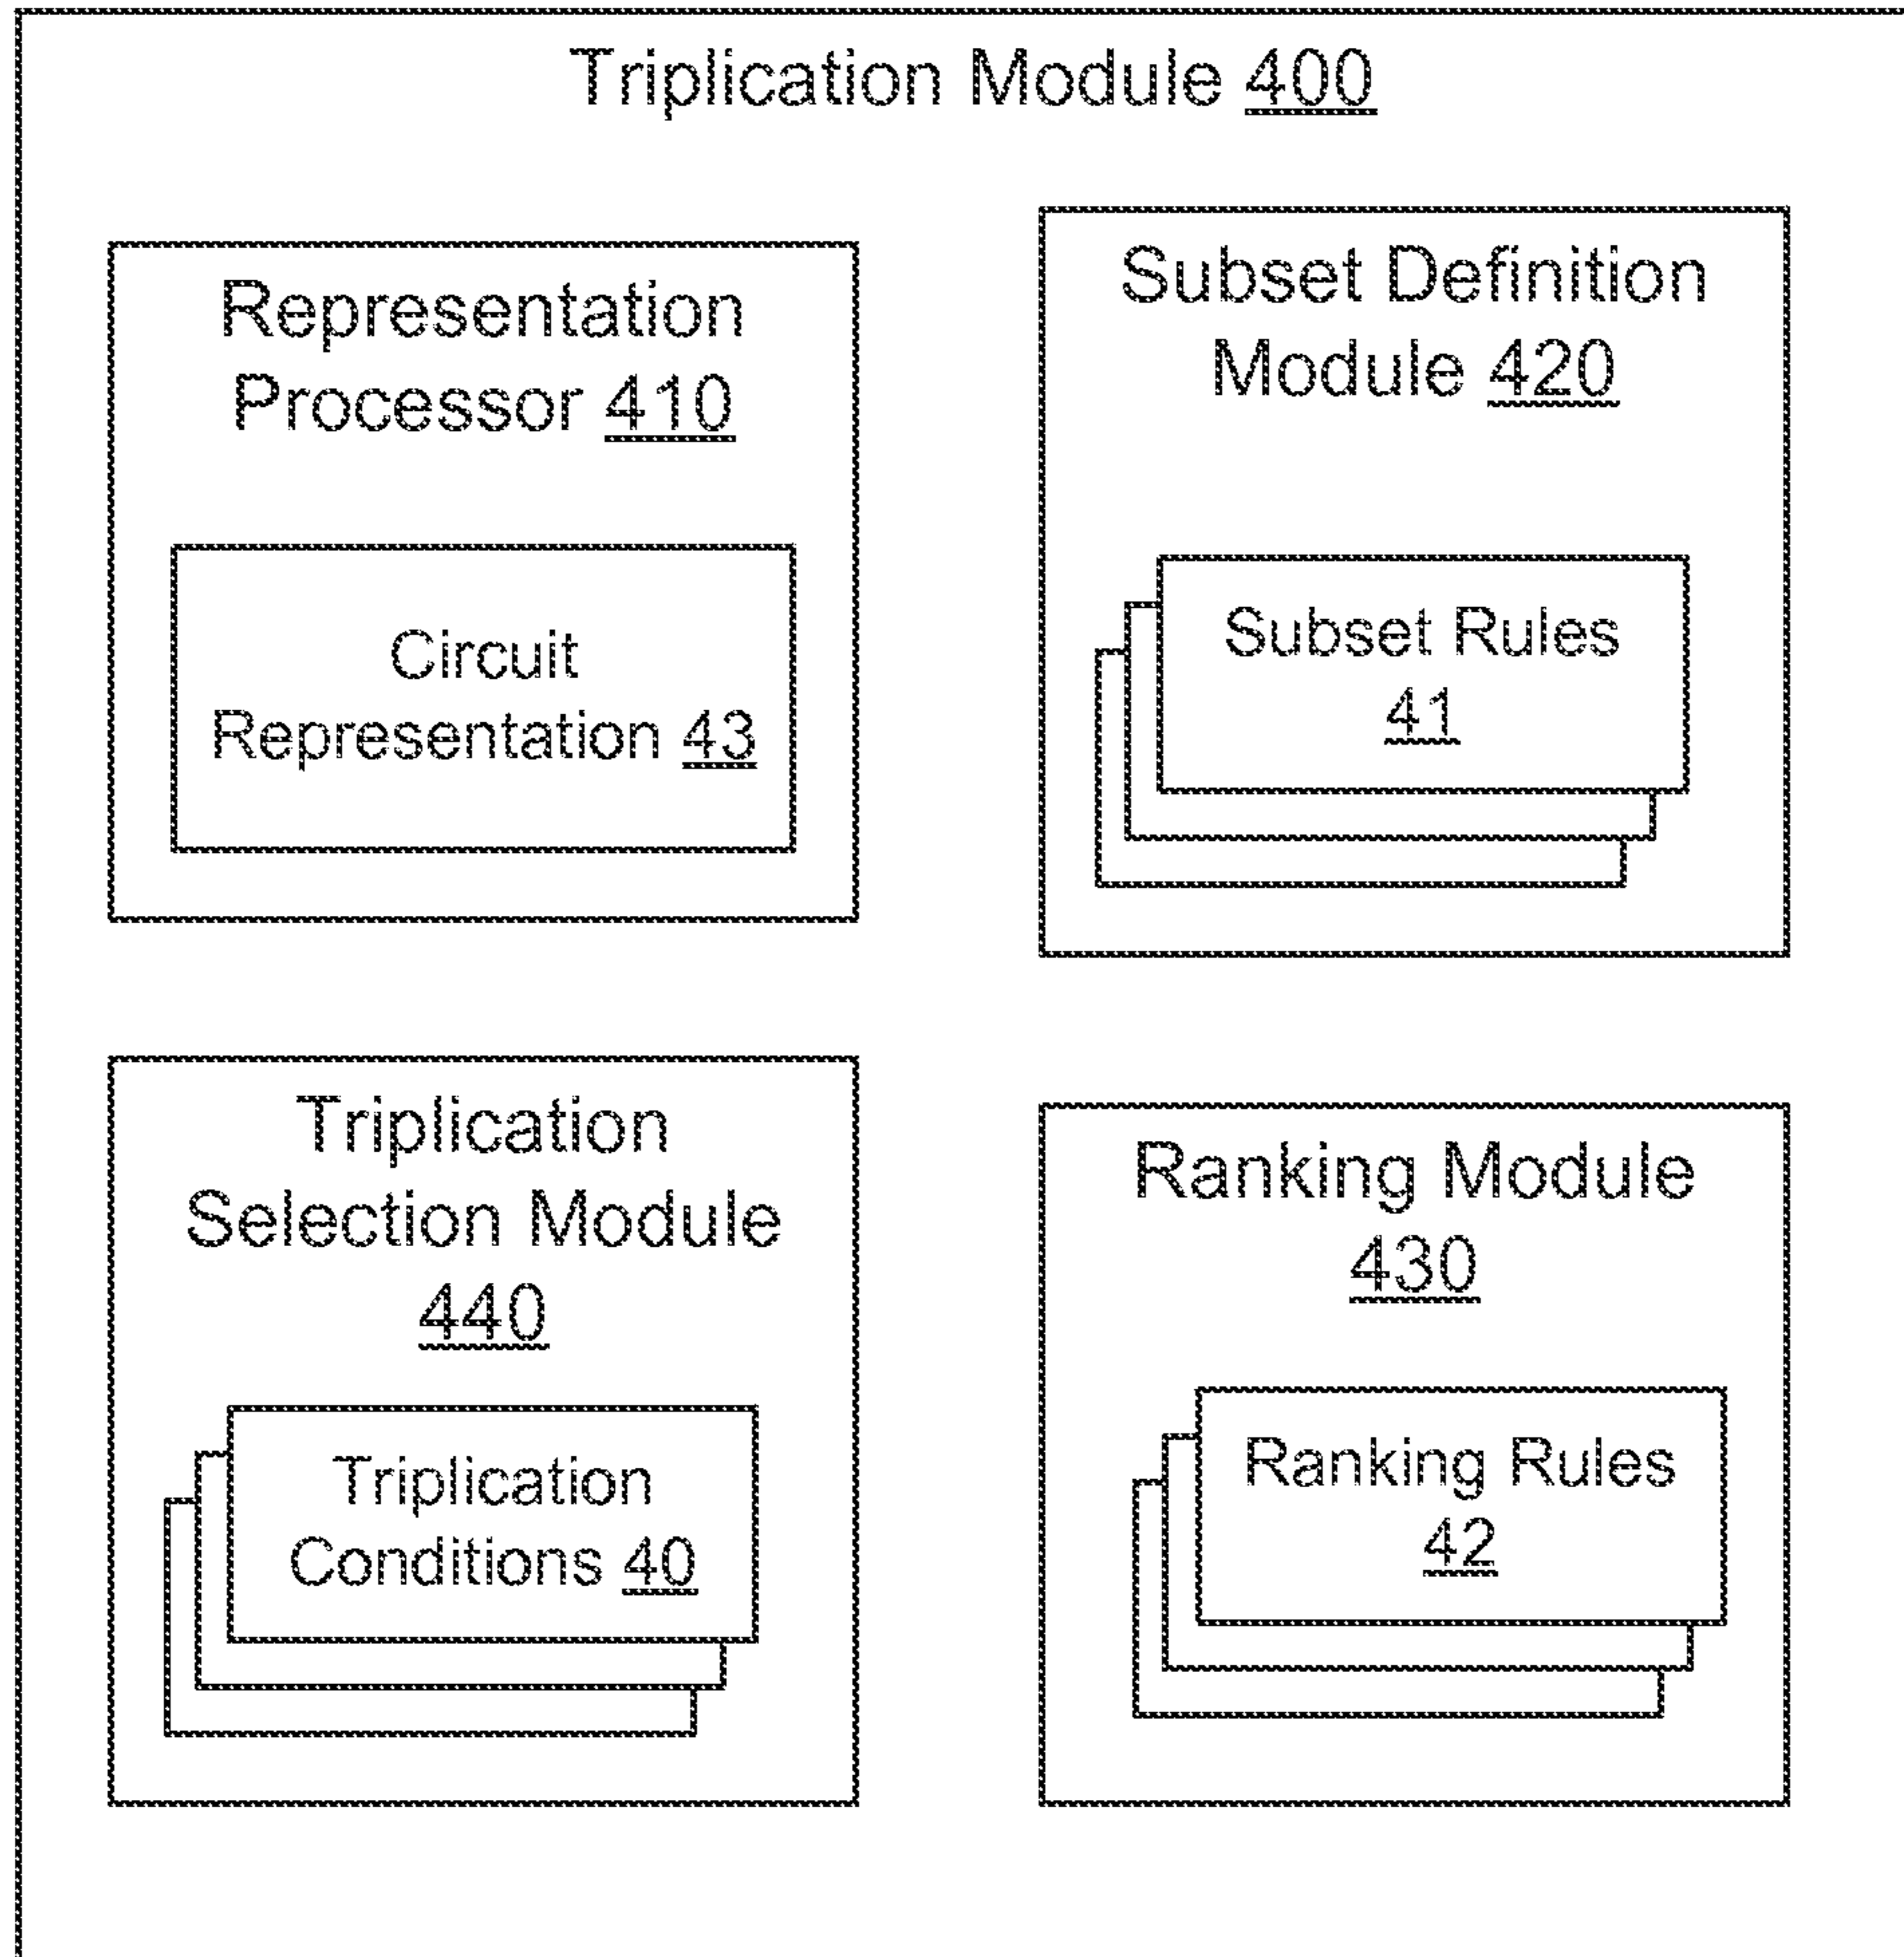 Triplication Module 400
Representation
Processor 410
Circuit
Representation 43
Subset Definition
Module 420
Subset Rules
41
Triplication
Selection Module
440
Triplication
Conditions 40
Ranking Module
430
Ranking Rules
42